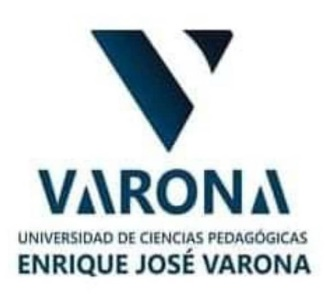 VARONA
UNIVERSIDAD DE CIENCIAS PEDAGÓGICAS
ENRIQUE JOSÉ VARONA